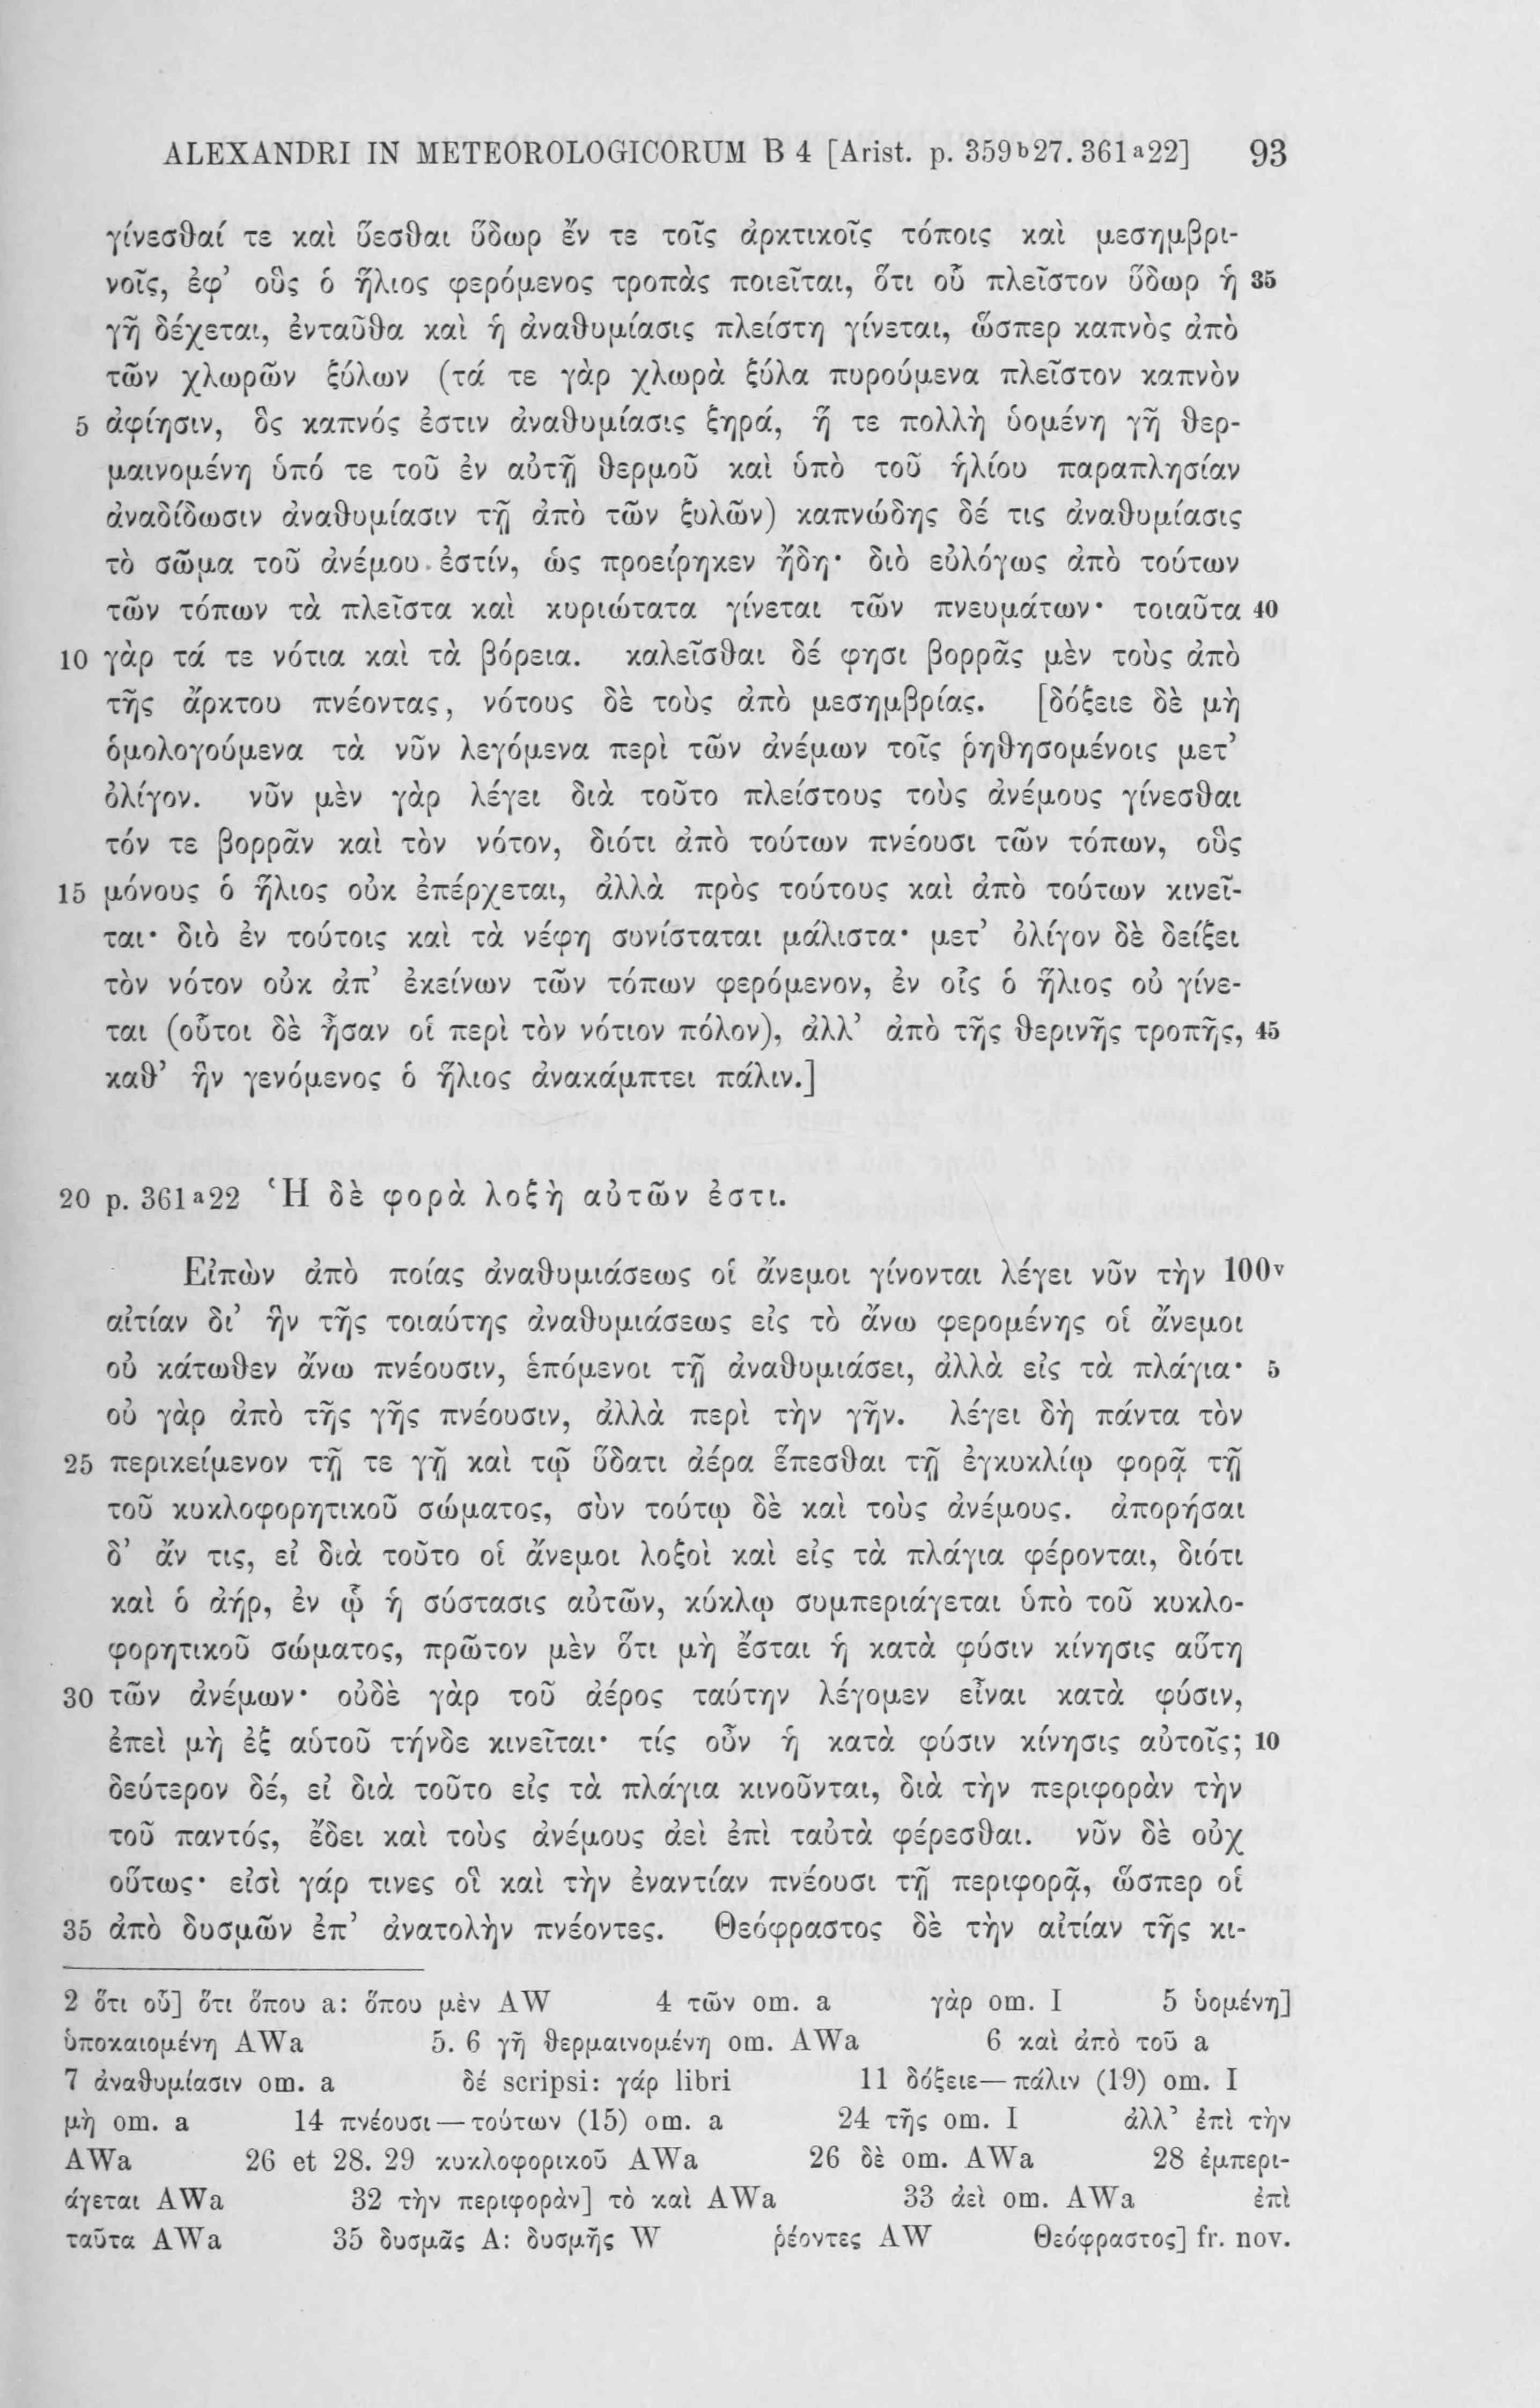 ALEXANDRI IN METEOROLOGICORUM B 4 [Arist. p. 359b27. 361a22] 93
γίνεσθαί τε καὶ ὕεσθαι ὕδωρ ἔν τε τοῖς ἀρκτικοῖς τόποις καὶ μεσημβρι-
νοῖς, ἐφ’ οὓς ὁ ἥλιος φερόμενος τροπὰς ποιεῖται, ὅτι οὗ πλεῖστον ὕδωρ ἡ 35
γῆ δέχεται, ἐνταῦθα καὶ ἡ ἀναθυμίασις πλείστη γίνεται, ὥσπερ καπνὸς ἀπὸ
τῶν χλωρῶν ξύλων (τά τε γὰρ χλωρὰ ξύλα πυρούμενα πλεῖστον καπνὸν
5 ἀφίησιν, ὃς καπνός ἐστιν ἀναθυμίασις ξηρά, ἥ τε πολλὴ ὑομένη γῆ θερ-
μαινομένη ὑπό τε τοῦ ἐν αὐτῇ θερμοῦ καὶ ὑπὸ τοῦ ἡλίου παραπλησίαν
ἀναδίδωσιν ἀναθυμίασιν τῇ ἀπὸ τῶν ξυλῶν) καπνώδης δέ τις ἀναθυμίασις
τὸ σῶμα τοῦ ἀνέμου ἐστίν, ὡς προείρηκεν ἤδη· διὸ εὐλόγως ἀπὸ τούτων
τῶν τόπων τὰ πλεῖστα καὶ κυριώτατα γίνεται τῶν πνευμάτων· τοιαῦτα 40
10 γὰρ τά τε νότια καὶ τὰ βόρεια. καλεῖσθαι δέ φησι βορρᾶς μὲν τοὺς ἀπὸ
τῆς ἄρκτου πνέοντας, νότους δὲ τοὺς ἀπὸ μεσημβρίας. [δόξειε δὲ μὴ
ὁμολογούμενα τὰ νῦν λεγόμενα περὶ τῶν ἀνέμων τοῖς ῥηθησομένοις μετ’
ὀλίγον. νῦν μὲν γὰρ λέγει διὰ τοῦτο πλείστους τοὺς ἀνέμους γίνεσθαι
τόν τε βορρᾶν καὶ τὸν νότον, διότι ἀπὸ τούτων πνέουσι τῶν τόπων, οὓς
15 μόνους ὁ ἥλιος οὐκ ἐπέρχεται, ἀλλὰ πρὸς τούτους καὶ ἀπὸ τούτων κινεῖ-
ται· διὸ ἐν τούτοις καὶ τὰ νέφη συνίσταται μάλιστα· μετ’ ὀλίγον δὲ δείξει
τὸν νότον οὐκ ἀπ’ ἐκείνων τῶν τόπων φερόμενον, ἐν οἷς ὁ ἥλιος οὐ γίνε-
ται (οὗτοι δὲ ἦσαν οἱ περὶ τὸν νότιον πόλον), ἀλλ’ ἀπὸ τῆς θερινῆς τροπῆς, 45
καθ’ ἣν γενόμενος ὁ ἥλιος ἀνακάμπτει πάλιν.]
20 p. 361a22 Ἡ δὲ φορὰ λοξὴ αὐτῶν ἐστι.
Εἰπὼν ἀπὸ ποίας ἀναθυμιάσεως οἱ ἄνεμοι γίνονται λέγει νῦν τὴν 100v
αἰτίαν δι’ ἣν τῆς τοιαύτης ἀναθυμιάσεως εἰς τὸ ἄνω φερομένης οἱ ἄνεμοι
οὐ κάτωθεν ἄνω πνέουσιν, ἑπόμενοι τῇ ἀναθυμιάσει, ἀλλὰ εἰς τὰ πλάγια· 5
οὐ γὰρ ἀπὸ τῆς γῆς πνέουσιν, ἀλλὰ περὶ τὴν γῆν. λέγει δὴ πάντα τὸν
25 περικείμενον τῇ τε γῇ καὶ τῷ ὕδατι ἀέρα ἕπεσθαι τῇ ἐγκυκλίῳ φορᾷ τῇ
τοῦ κυκλοφορητικοῦ σώματος, σὺν τούτῳ δὲ καὶ τοὺς ἀνέμους. ἀπορήσαι
δ’ ἄν τις, εἰ διὰ τοῦτο οἱ ἄνεμοι λοξοὶ καὶ εἰς τὰ πλάγια φέρονται, διότι
καὶ ὁ ἀήρ, ἐν ᾧ ἡ σύστασις αὐτῶν, κύκλῳ συμπεριάγεται ὑπὸ τοῦ κυκλο-
φορητικοῦ σώματος, πρῶτον μὲν ὅτι μὴ ἔσται ἡ κατὰ φύσιν κίνησις αὕτη
30 τῶν ἀνέμων· οὐδὲ γὰρ τοῦ ἀέρος ταύτην λέγομεν εἶναι κατὰ φύσιν,
ἐπεὶ μὴ ἐξ αὑτοῦ τήνδε κινεῖται· τίς οὖν ἡ κατὰ φύσιν κίνησις αὐτοῖς; 10
δεύτερον δέ, εἰ διὰ τοῦτο εἰς τὰ πλάγια κινοῦνται, διὰ τὴν περιφορὰν τὴν
τοῦ παντός, ἔδει καὶ τοὺς ἀνέμους ἀεὶ ἐπὶ ταὐτὰ φέρεσθαι. νῦν δὲ οὐχ
οὕτως· εἰσὶ γάρ τινες οἳ καὶ τὴν ἐναντίαν πνέουσι τῇ περιφορᾷ, ὥσπερ οἱ
35 ἀπὸ δυσμῶν ἐπ’ ἀνατολὴν πνέοντες. Θεόφραστος δὲ τὴν αἰτίαν τῆς κι-
2 ὅτι οὗ] ὅτι ὅπου a: ὅπου μὲν AW 4 τῶν om. a γὰρ om. I 5 ὑομένη]
ὑποκαιομένη AWa 5. 6 γῆ θερμαινομένη om. AWa 6 καὶ ἀπὸ τοῦ a
7 ἀναθυμίασιν om. a δέ scripsi: γάρ libri 11 δόξειε—πάλιν (19) om. I
μὴ om. a 14 πνέουσι—τούτων (15) om. a 24 τῆς om. I ἀλλ’ ἐπὶ τὴν
AWa 26 et 28. 29 κυκλοφορικοῦ AWa 26 δὲ om. AWa 28 ἐμπερι-
άγεται AWa 32 τὴν περιφορὰν] τὸ καὶ AWa 33 ἀεὶ om. AWa ἐπὶ
ταῦτα AWa 35 δυσμᾶς A: δυσμῆς W ῥέοντες AW Θεόφραστος] fr. nov.